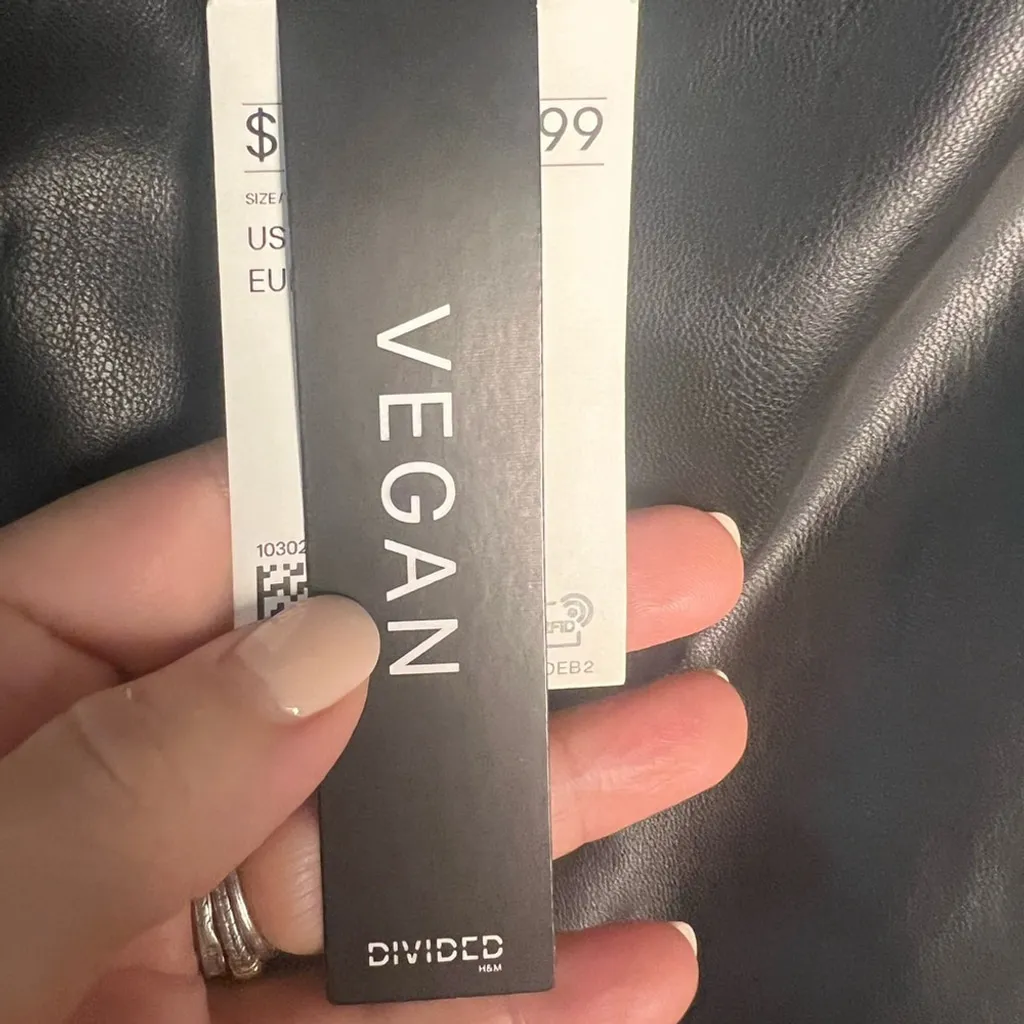 $ 99
SIZE/
US
EU
VEGAN
10302
RFID
DEB2
DIVIDED
H&M